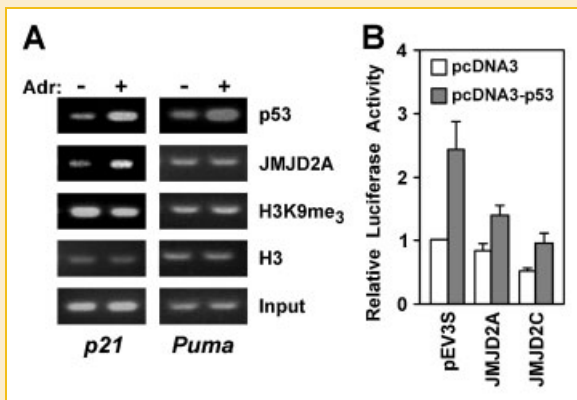 A
Adr: - + - +
p53
JMJD2A
H3K9me3
H3
Input
p21 Puma
B
Relative Luciferase Activity
4
3
2
1
0
pcDNA3
pcDNA3-p53
pEV3S
JMJD2A
JMJD2C